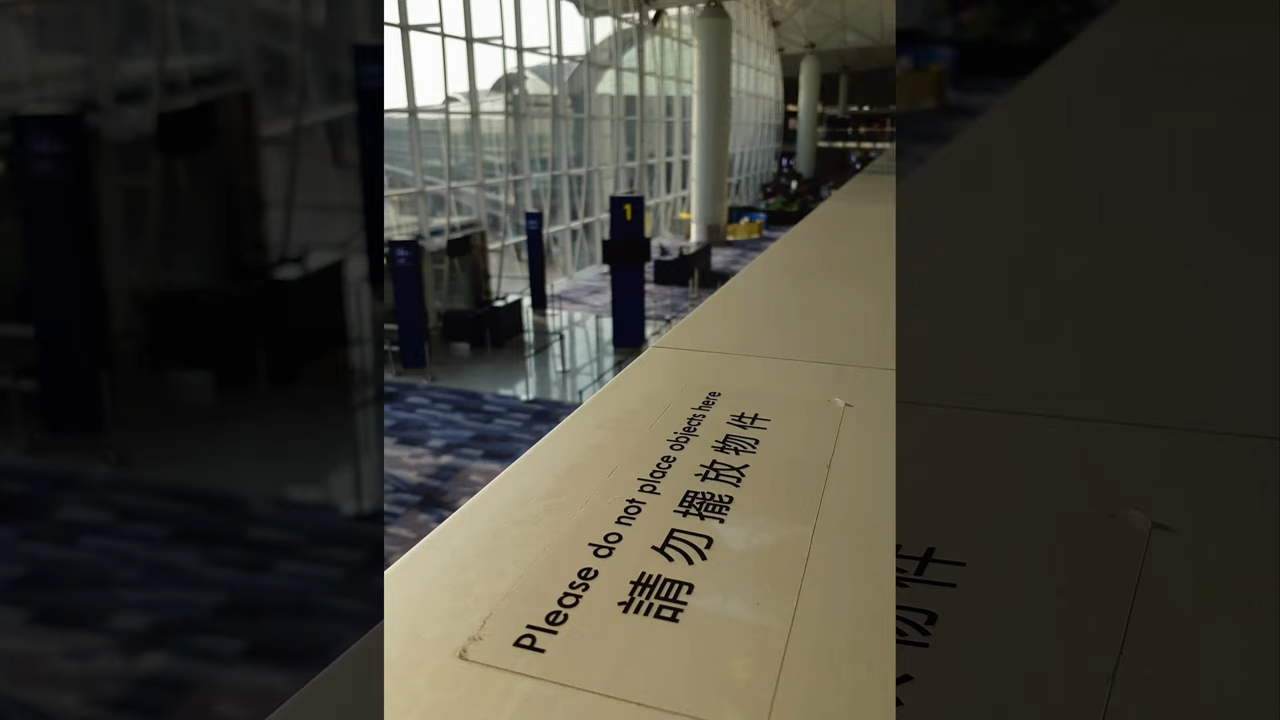 1
Please do not place objects here
請勿擺放物件